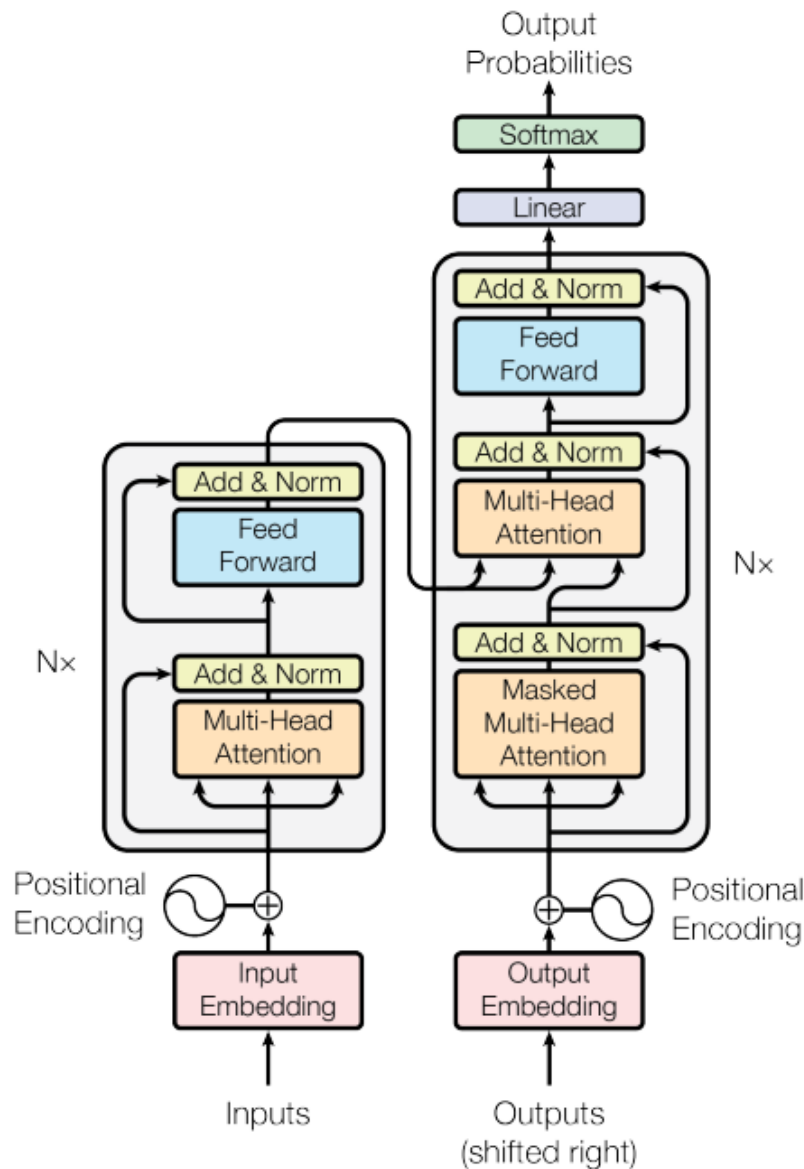 Output
Probabilities
Softmax
Linear
Add & Norm
Feed
Forward
Add & Norm
Multi-Head
Attention
Add & Norm
Masked
Multi-Head
Attention
N×
Add & Norm
Feed
Forward
Add & Norm
Multi-Head
Attention
N×
Positional
Encoding
Positional
Encoding
Input
Embedding
Output
Embedding
Inputs
Outputs
(shifted right)